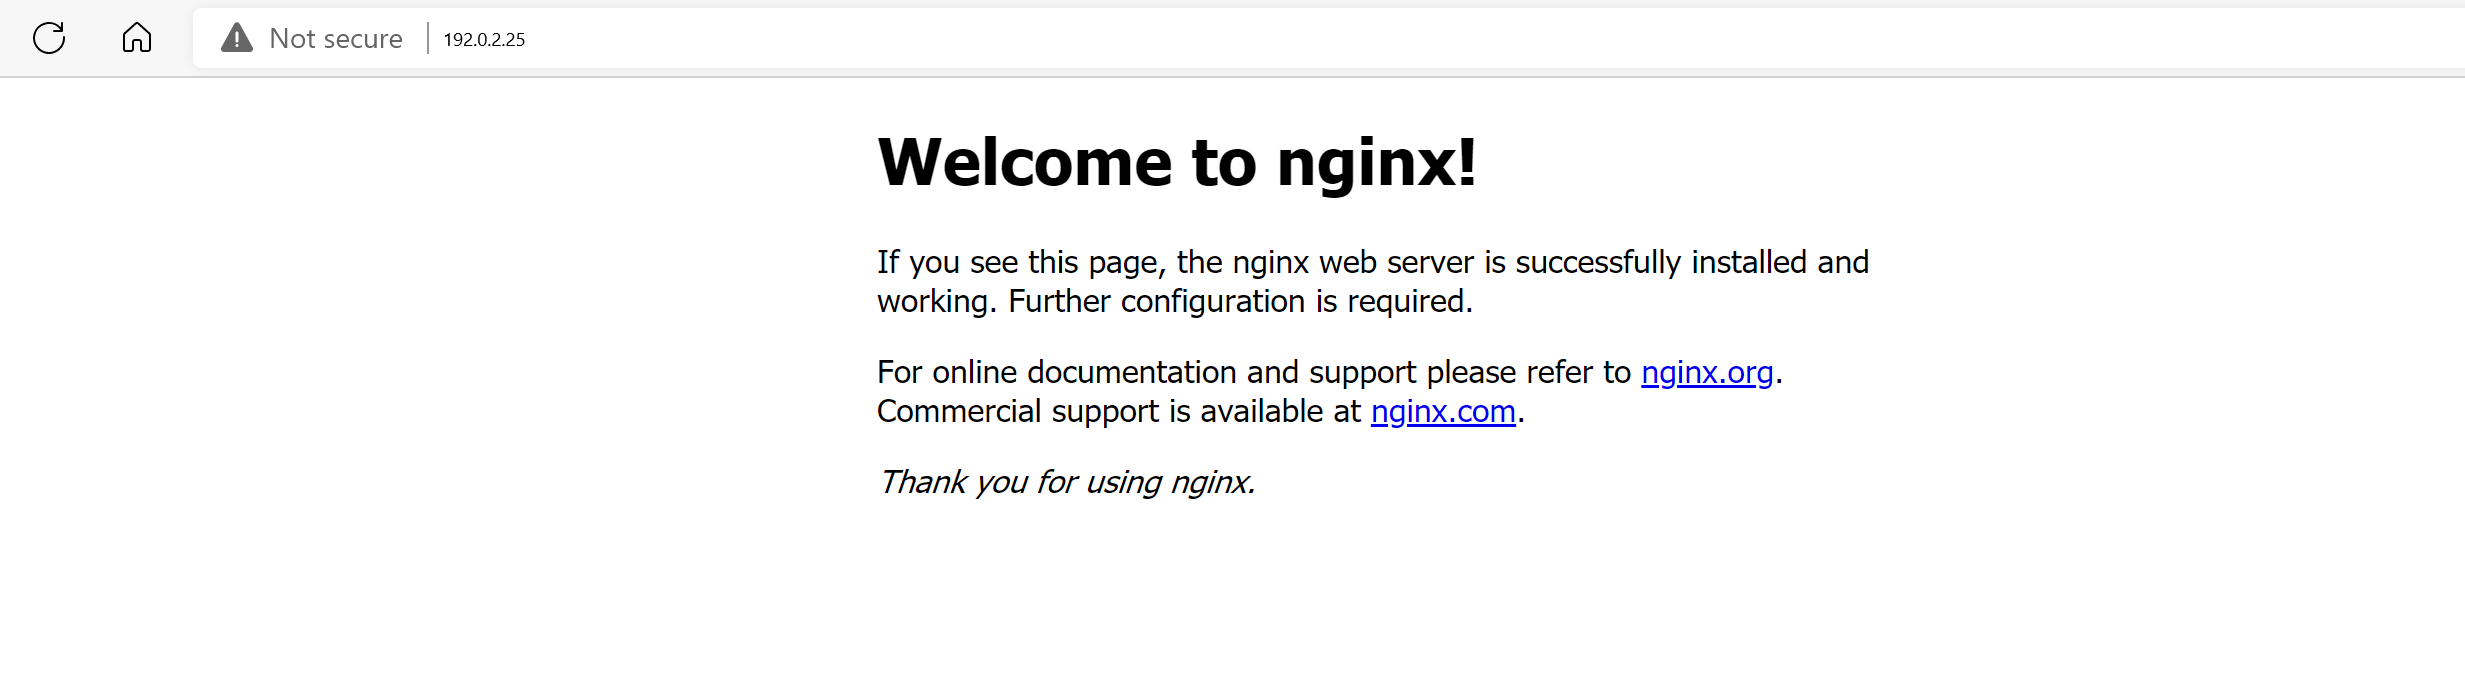 Not secure 192.0.2.25
Welcome to nginx!
If you see this page, the nginx web server is successfully installed and
working. Further configuration is required.
For online documentation and support please refer to nginx.org.
Commercial support is available at nginx.com.
Thank you for using nginx.